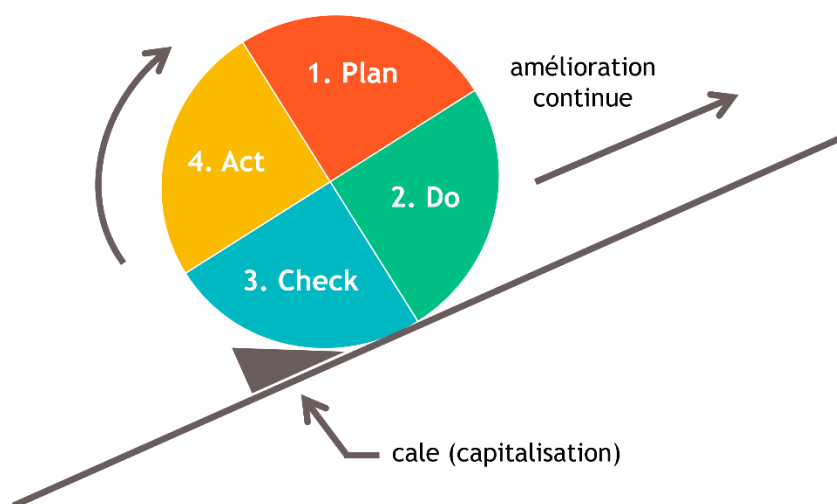 1. Plan
2. Do
3. Check
4. Act
amélioration
continue
cale (capitalisation)